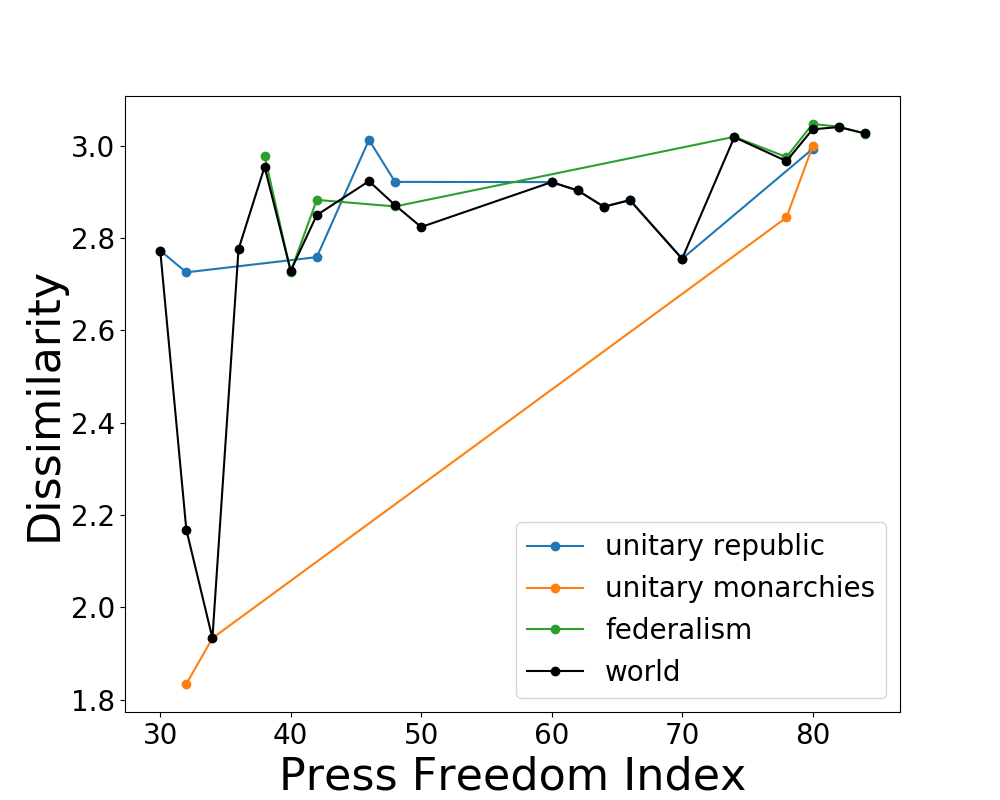 Dissimilarity
3.0
2.8
2.6
2.4
2.2
2.0
1.8
unitary republic
unitary monarchies
federalism
world
30 40 50 60 70 80
Press Freedom Index